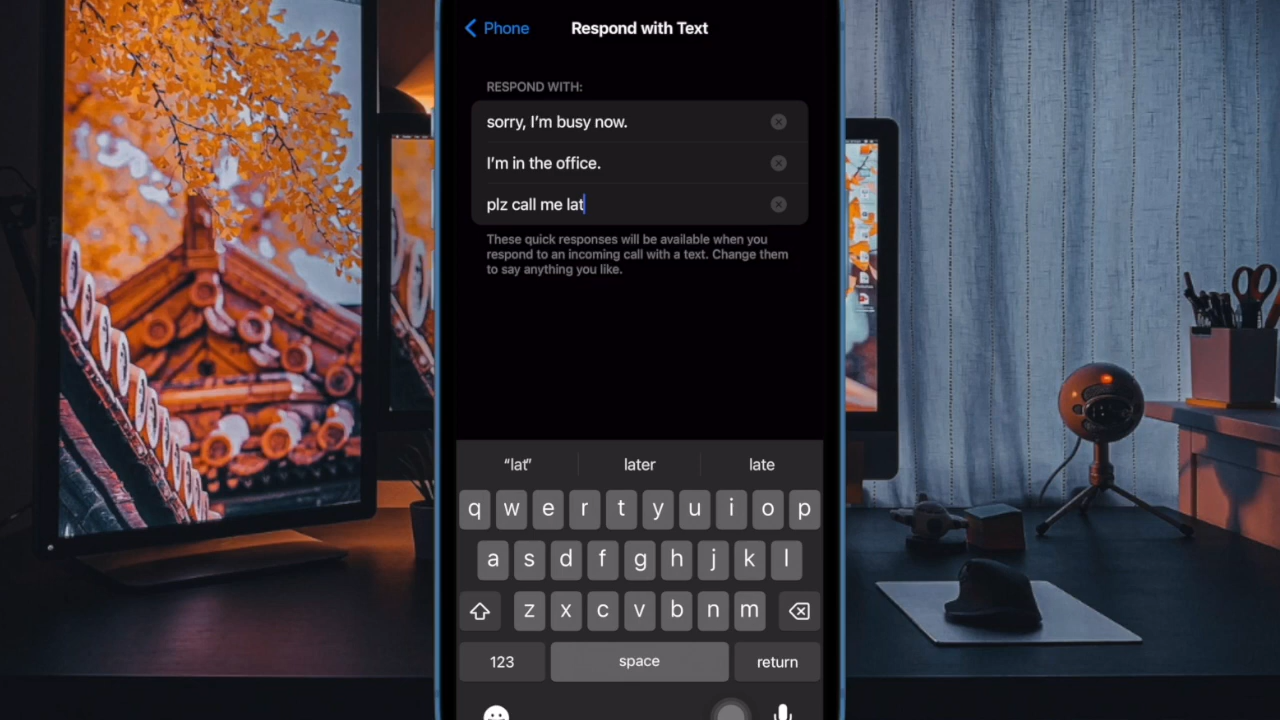 Phone
Respond with Text
RESPOND WITH:
sorry, I'm busy now.
I'm in the office.
plz call me lat
These quick responses will be available when you
respond to an incoming call with a text. Change them
to say anything you like.
“lat” later late
q w e r t y u i o p
a s d f g h j k l
z x c v b n m
123 space return